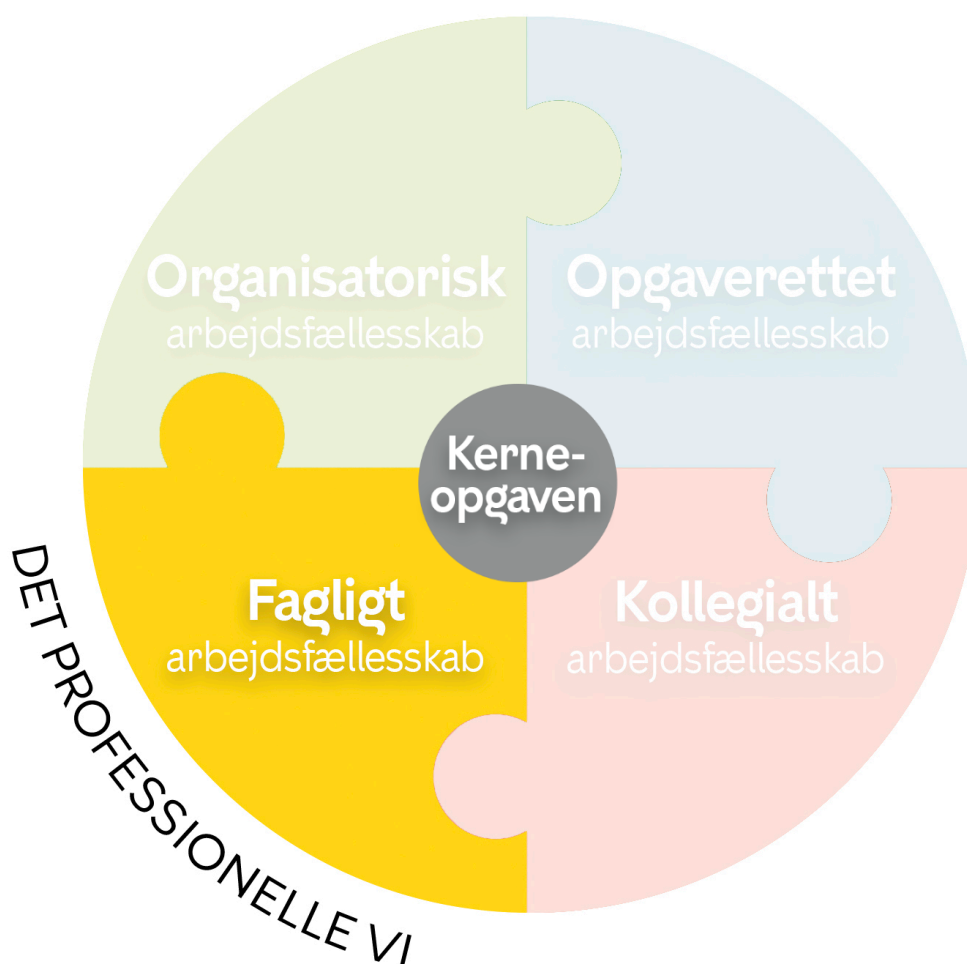 Organisatorisk
arbejdsfællesskab
Opgaverettet
arbejdsfællesskab
Kerne-
opgaven
Fagligt
arbejdsfællesskab
Kollegialt
arbejdsfællesskab
DET PROFESSIONELLE VI